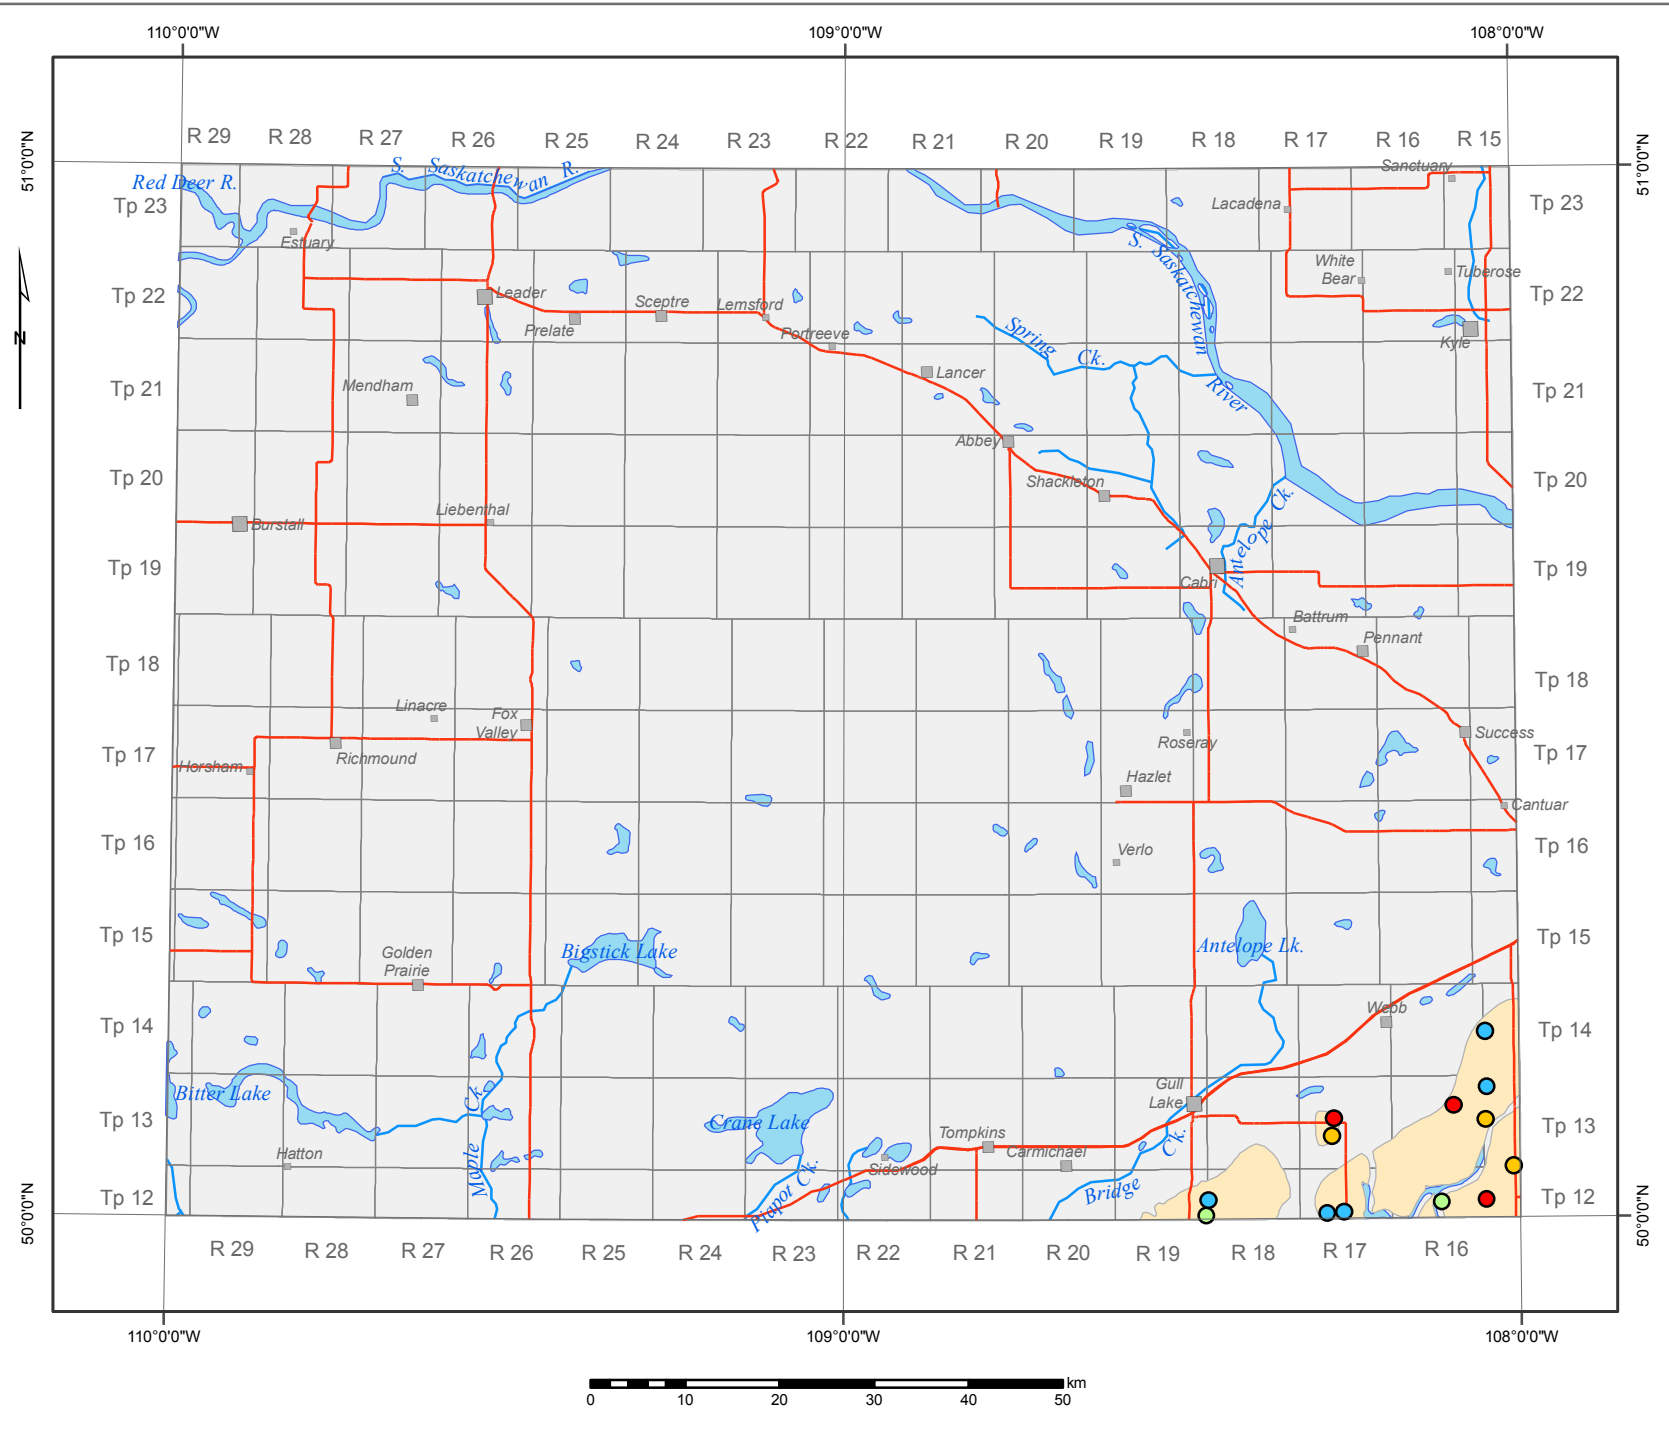 110°0'0"W 109°0'0"W 108°0'0"W
51°0'0"N
51°0'0"N
R 29 R 28 R 27 R 26 R 25 R 24 R 23 R 22 R 21 R 20 R 19 R 18 R 17 R 16 R 15
Sanctuary
S. Saskatchewan R.
Red Deer R.
Tp 23 Lacadena Tp 23
Estuary
S. Saskatchewan River
White Bear
Tuberose
Tp 22 Leader Sceptre Lemsford Tp 22
Prelate Portreeve
Spring Ck.
Kyle
N
Lancer
Tp 21 Mendham Tp 21
Abbey
Tp 20 Shackleton Tp 20
Liebenthal
Burstall
Antelope Ck.
Tp 19 Cabri Tp 19
Battrum
Pennant
Tp 18 Tp 18
Linacre
Fox Valley
Success
Roseray
Tp 17 Richmound Tp 17
Horsham
Hazlet
Cantuar
Tp 16 Verlo Tp 16
Tp 15 Tp 15
Golden Prairie
Bigstick Lake
Antelope Lk.
Webb
Tp 14 Tp 14
Gull Lake
Bitter Lake
Maple Ck.
Crane Lake
Tp 13 Tompkins Tp 13
Hatton
Sidewood
Carmichael
Piapot Ck.
Bridge Ck.
Tp 12 Tp 12
50°0'0"N
50°0'0"N
R 29 R 28 R 27 R 26 R 25 R 24 R 23 R 22 R 21 R 20 R 19 R 18 R 17 R 16
110°0'0"W 109°0'0"W 108°0'0"W
km
0 10 20 30 40 50